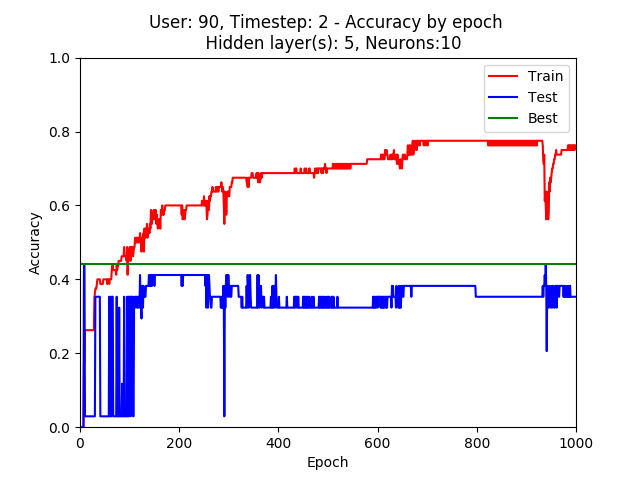 User: 90, Timestep: 2 - Accuracy by epoch
Hidden layer(s): 5, Neurons:10
Train
Test
Best
Accuracy
1.0
0.8
0.6
0.4
0.2
0.0
0 200 400 600 800 1000
Epoch